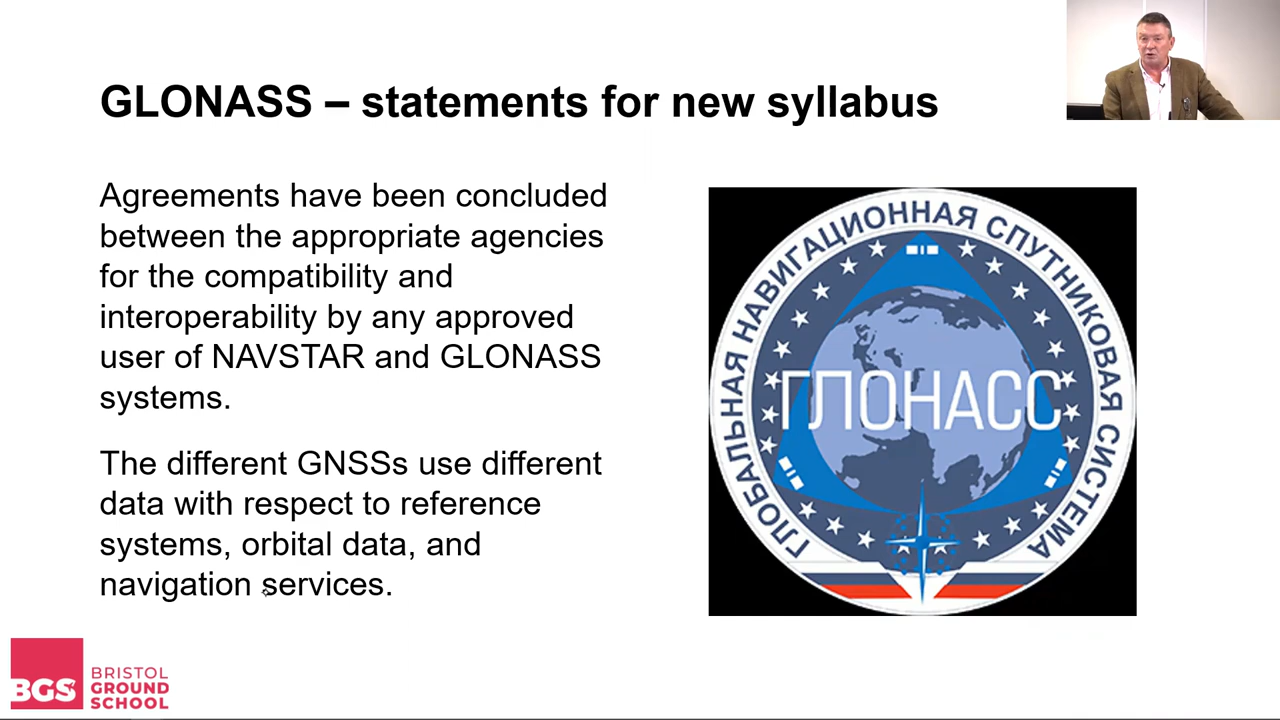 GLONASS – statements for new syllabus
Agreements have been concluded
between the appropriate agencies
for the compatibility and
interoperability by any approved
user of NAVSTAR and GLONASS
systems.
The different GNSSs use different
data with respect to reference
systems, orbital data, and
navigation services.
ГЛОБАЛЬНАЯ НАВИГАЦИОННАЯ СПУТНИКОВАЯ СИСТЕМА
ГЛОНАСС
BGS
BRISTOL
GROUND
SCHOOL